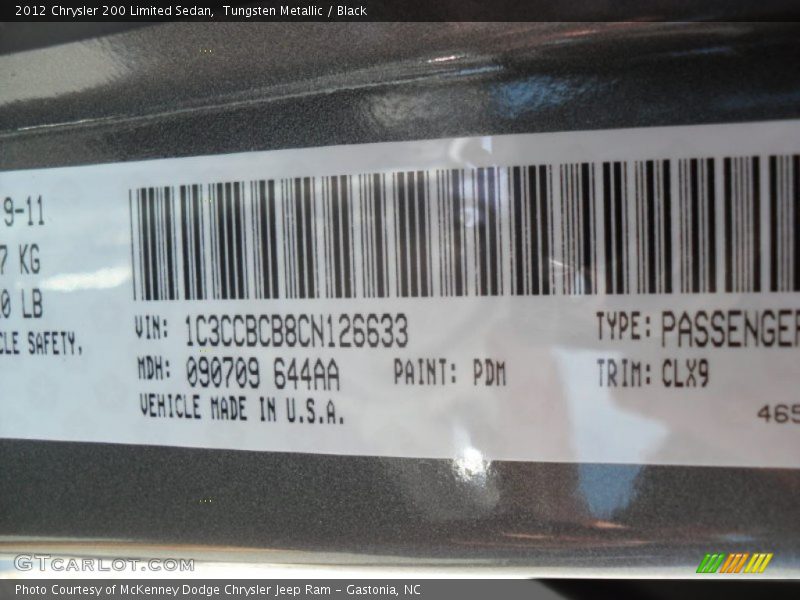 2012 Chrysler 200 Limited Sedan, Tungsten Metallic / Black
9-11
7 KG
0 LB
CLE SAFETY,
VIN: 1C3CCBCB8CN126633 TYPE: PASSENGER
MDH: 090709 644AA PAINT: PDM TRIM: CLX9
VEHICLE MADE IN U.S.A.
465
GTCARLOT.COM
Photo Courtesy of McKenney Dodge Chrysler Jeep Ram – Gastonia, NC